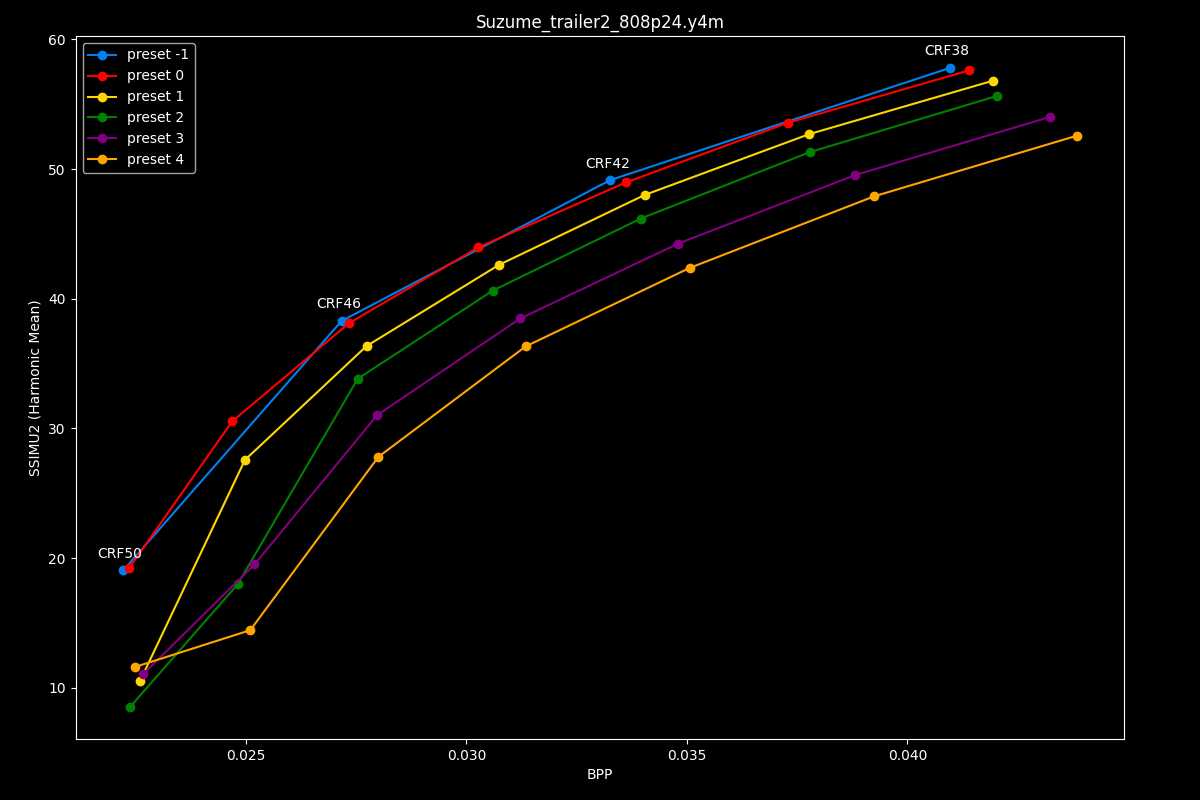 Suzume_trailer2_808p24.y4m
preset -1
preset 0
preset 1
preset 2
preset 3
preset 4
CRF38
CRF42
CRF46
CRF50
60
50
40
30
20
10
SSIMU2 (Harmonic Mean)
0.025 0.030 0.035 0.040
BPP